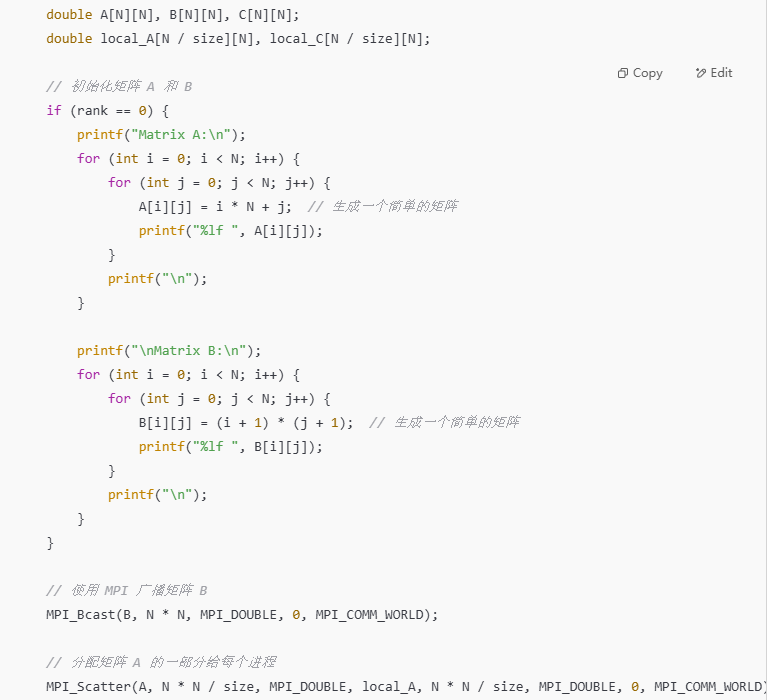 double A[N][N], B[N][N], C[N][N];
double local_A[N / size][N], local_C[N / size][N];
Copy Edit
// 初始化矩阵 A 和 B
if (rank == 0) {
printf("Matrix A:\n");
for (int i = 0; i < N; i++) {
for (int j = 0; j < N; j++) {
A[i][j] = i * N + j;  // 生成一个简单的矩阵
printf("%lf ", A[i][j]);
}
printf("\n");
}
printf("\nMatrix B:\n");
for (int i = 0; i < N; i++) {
for (int j = 0; j < N; j++) {
B[i][j] = (i + 1) * (j + 1);  // 生成一个简单的矩阵
printf("%lf ", B[i][j]);
}
printf("\n");
}
}
// 使用 MPI 广播矩阵 B
MPI_Bcast(B, N * N, MPI_DOUBLE, 0, MPI_COMM_WORLD);
// 分配矩阵 A 的一部分给每个进程
MPI_Scatter(A, N * N / size, MPI_DOUBLE, local_A, N * N / size, MPI_DOUBLE, 0, MPI_COMM_WORLD)